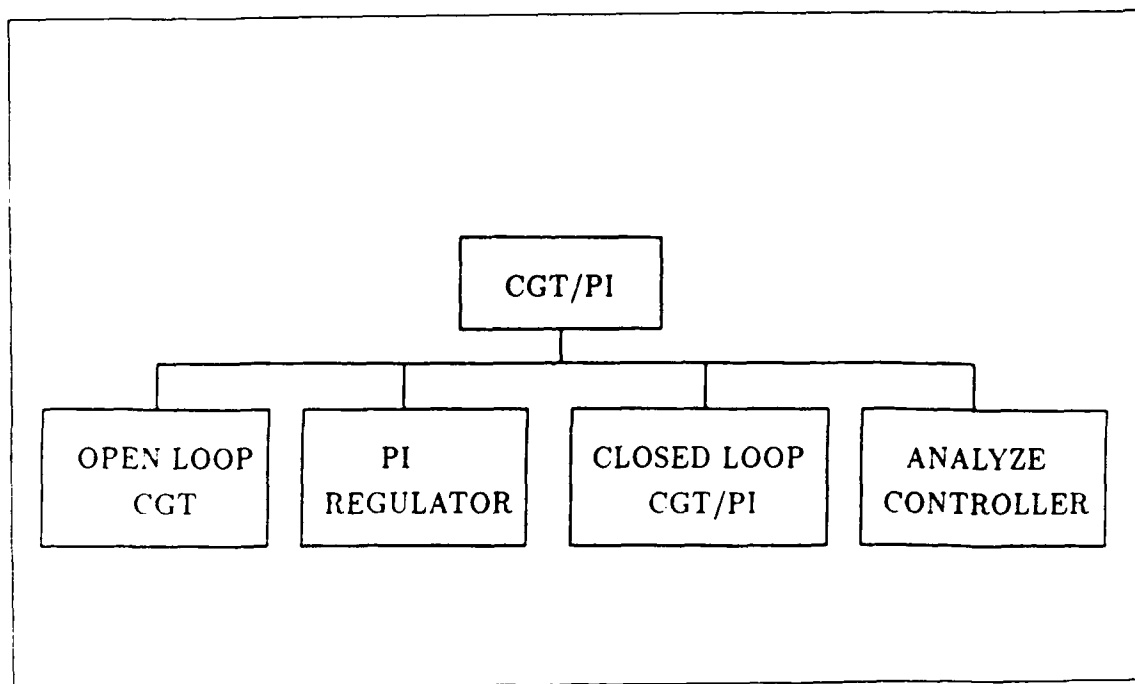 CGT/PI
OPEN LOOP
CGT
PI
REGULATOR
CLOSED LOOP
CGT/PI
ANALYZE
CONTROLLER